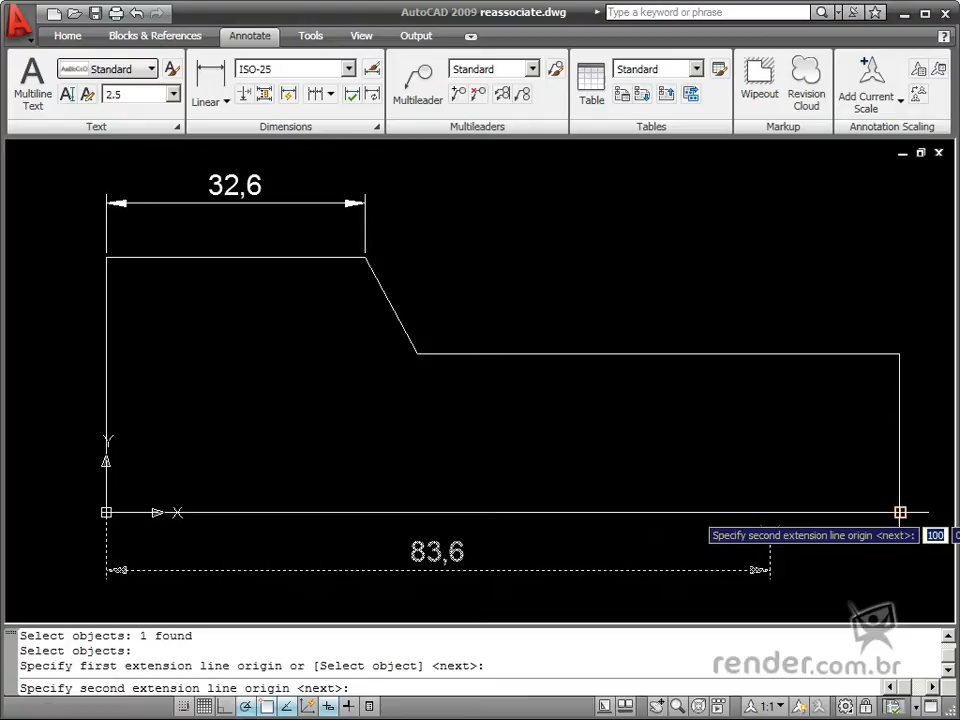 AutoCAD 2009 reassociate.dwg
Type a keyword or phrase
Home Blocks & References Annotate Tools View Output
Multiline Text
Standard
2.5
Text
Linear
ISO-25
Dimensions
Multileader
Standard
Multileaders
Table
Standard
Tables
Wipeout
Revision Cloud
Markup
Add Current Scale
Annotation Scaling
32,6
Y
X
Specify second extension line origin <next>: 100
83,6
Select objects: 1 found
Select objects:
Specify first extension line origin or [Select object] <next>:
Specify second extension line origin <next>:
render.com.br
1:1